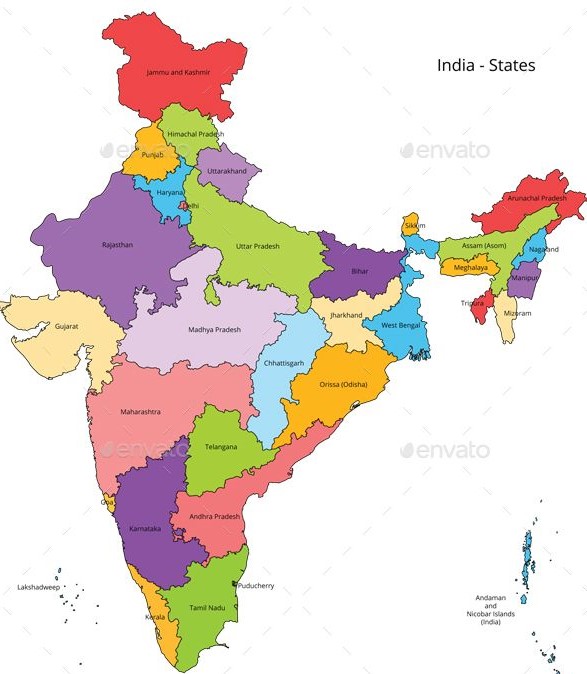 India - States
Jammu and Kashmir
Himachal Pradesh
Punjab
Uttarakhand
Haryana
Delhi
Arunachal Pradesh
Sikkim
Rajasthan
Uttar Pradesh
Assam (Asom)
Nagaland
Bihar
Meghalaya
Manipur
Tripura
Mizoram
Gujarat
Madhya Pradesh
Jharkhand
West Bengal
Chhattisgarh
Orissa (Odisha)
Maharashtra
Telangana
Goa
Andhra Pradesh
Karnataka
Lakshadweep
Puducherry
Tamil Nadu
Kerala
Andaman
and
Nicobar Islands
(India)
envato
envato
envato
envato